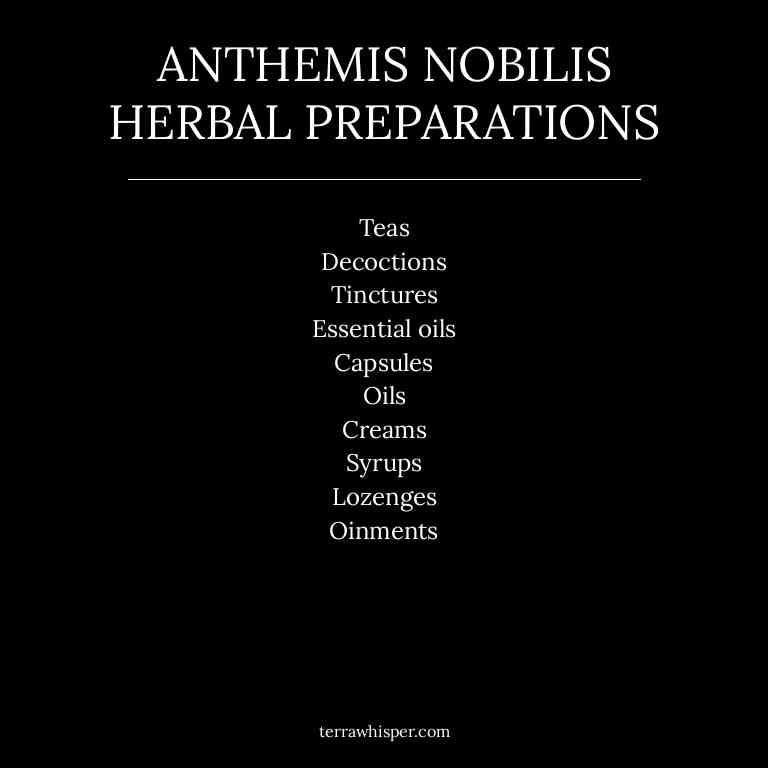 ANTHEMIS NOBILIS
HERBAL PREPARATIONS
Teas
Decoctions
Tinctures
Essential oils
Capsules
Oils
Creams
Syrups
Lozenges
Oinments
terrawhisper.com